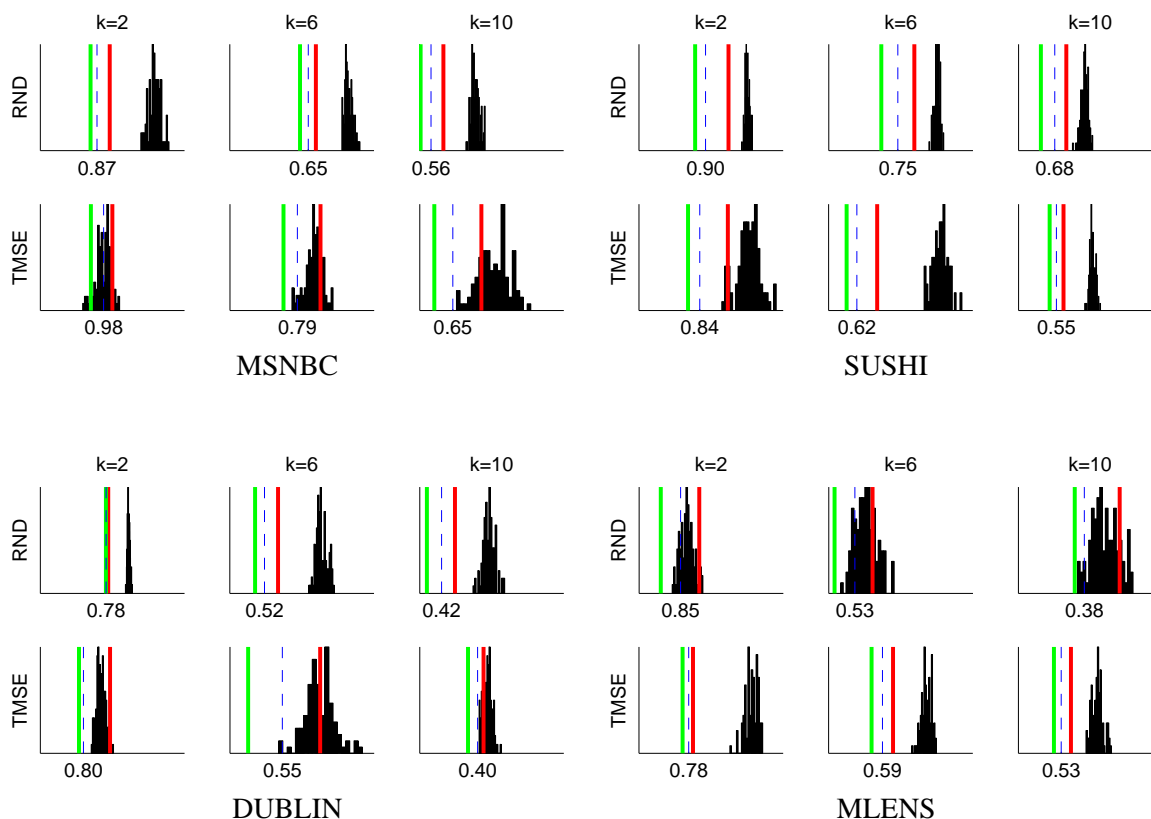 k=2 k=6 k=10 k=2 k=6 k=10
RND RND
0.87 0.65 0.56 0.90 0.75 0.68
TMSE TMSE
0.98 0.79 0.65 0.84 0.62 0.55
MSNBC SUSHI
k=2 k=6 k=10 k=2 k=6 k=10
RND RND
0.78 0.52 0.42 0.85 0.53 0.38
TMSE TMSE
0.80 0.55 0.40 0.78 0.59 0.53
DUBLIN MLENS